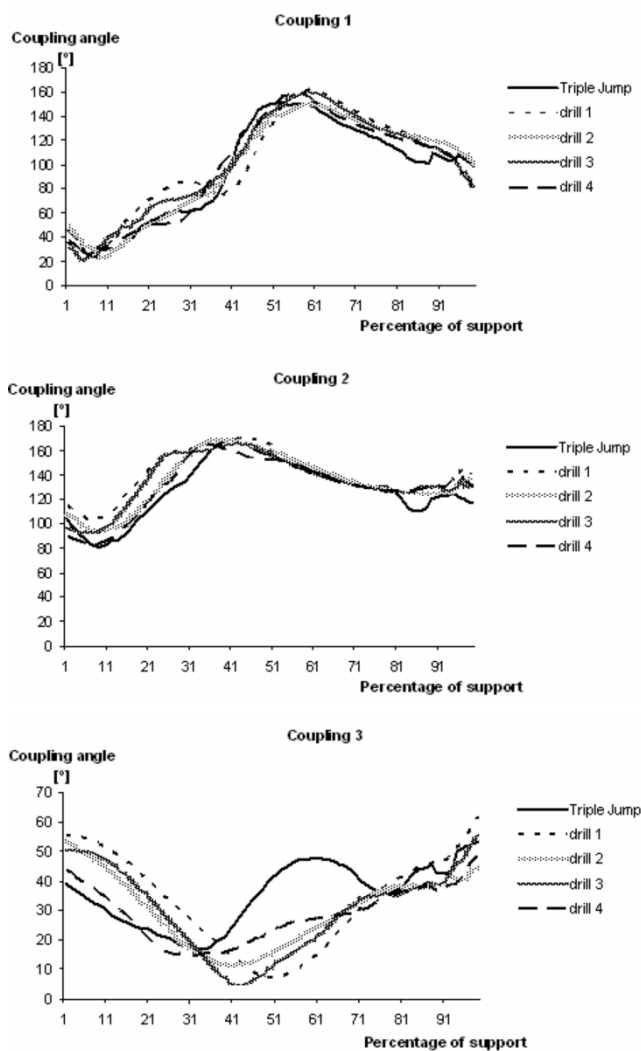 Coupling 1
Coupling angle
[°]
180
160
140
120
100
80
60
40
20
0
1 11 21 31 41 51 61 71 81 91
Percentage of support
Triple Jump
drill 1
drill 2
drill 3
drill 4
Coupling 2
Coupling angle
[°]
180
160
140
120
100
80
60
40
20
0
1 11 21 31 41 51 61 71 81 91
Percentage of support
Triple Jump
drill 1
drill 2
drill 3
drill 4
Coupling 3
Coupling angle
[°]
70
60
50
40
30
20
10
0
1 11 21 31 41 51 61 71 81 91
Percentage of support
Triple Jump
drill 1
drill 2
drill 3
drill 4